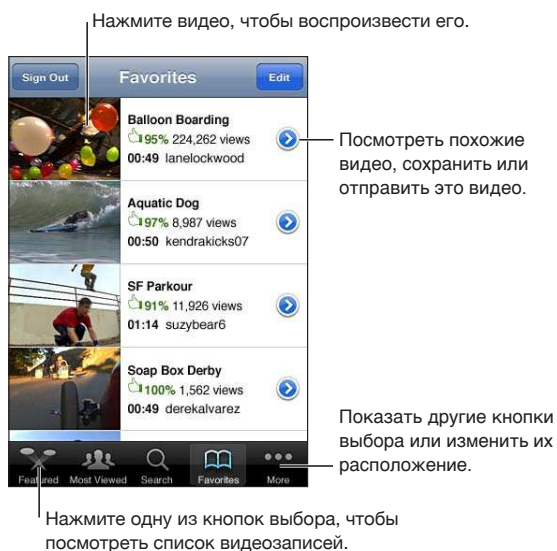 Нажмите видео, чтобы воспроизвести его.
Sign Out
Favorites
Edit
Balloon Boarding
95% 224,262 views
00:49 lanelockwood
Посмотреть похожие
видео, сохранить или
отправить это видео.
Aquatic Dog
97% 8,987 views
00:50 kendrakicks07
SF Parkour
91% 11,926 views
01:14 suzybear6
Soap Box Derby
100% 1,562 views
00:49 derekalvarez
Показать другие кнопки
выбора или изменить их
расположение.
Featured Most Viewed Search Favorites More
Нажмите одну из кнопок выбора, чтобы
посмотреть список видеозаписей.